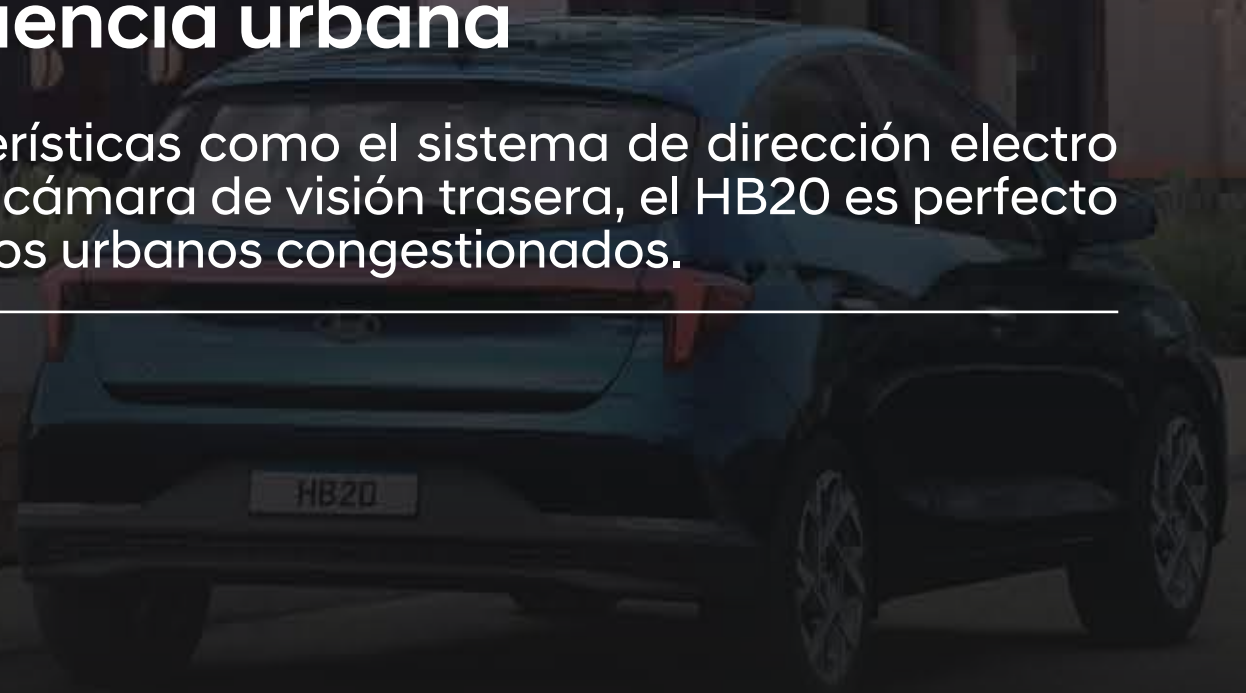 iencia urbana
erísticas como el sistema de dirección electro
cámara de visión trasera, el HB20 es perfecto
os urbanos congestionados.
HB20